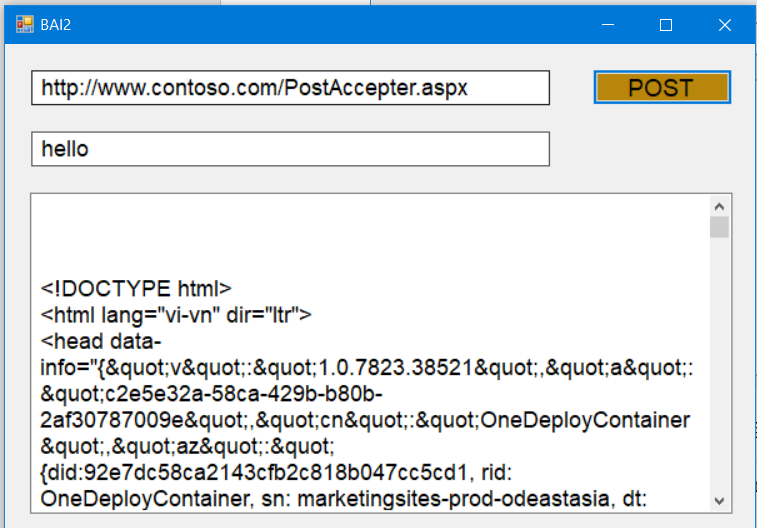 BAI2
http://www.contoso.com/PostAccepter.aspx
POST
hello
<!DOCTYPE html>
<html lang="vi-vn" dir="ltr">
<head data-
info="{&quot;v&quot;:&quot;1.0.7823.38521&quot;,&quot;a&quot;:
&quot;c2e5e32a-58ca-429b-b80b-
2af30787009e&quot;,&quot;cn&quot;:&quot;OneDeployContainer
&quot;,&quot;az&quot;:&quot;
{did:92e7dc58ca2143cfb2c818b047cc5cd1, rid:
OneDeployContainer, sn: marketingsites-prod-odeastasia, dt: